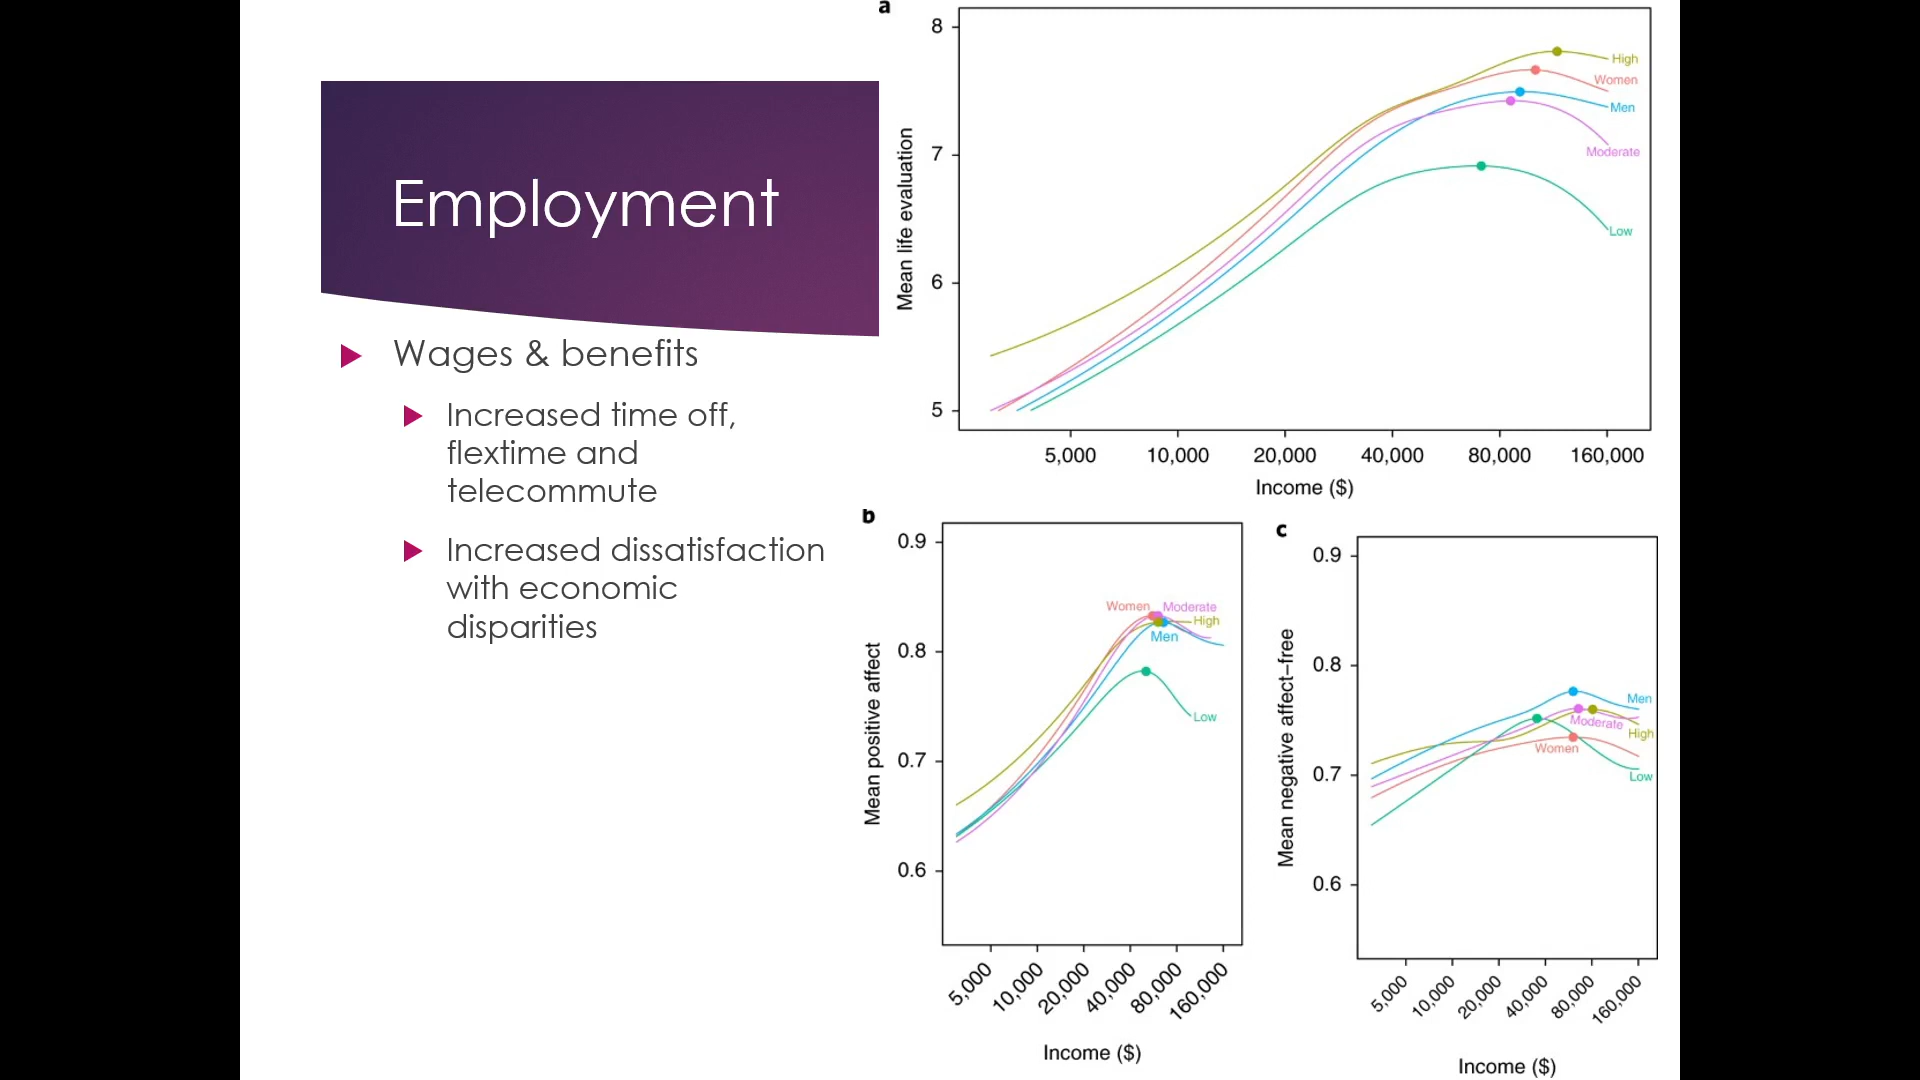 Employment
Wages & benefits
Increased time off,
flextime and
telecommute
Increased dissatisfaction
with economic
disparities
a
8
7
6
5
Mean life evaluation
High
Women
Men
Moderate
Low
5,000 10,000 20,000 40,000 80,000 160,000
Income ($)
b
0.9
0.8
0.7
0.6
Mean positive affect
Women Moderate
High
Men
Low
5,000 10,000 20,000 40,000 80,000 160,000
Income ($)
c
0.9
0.8
0.7
0.6
Mean negative affect–free
Men
Moderate
High
Women
Low
5,000 10,000 20,000 40,000 80,000 160,000
Income ($)